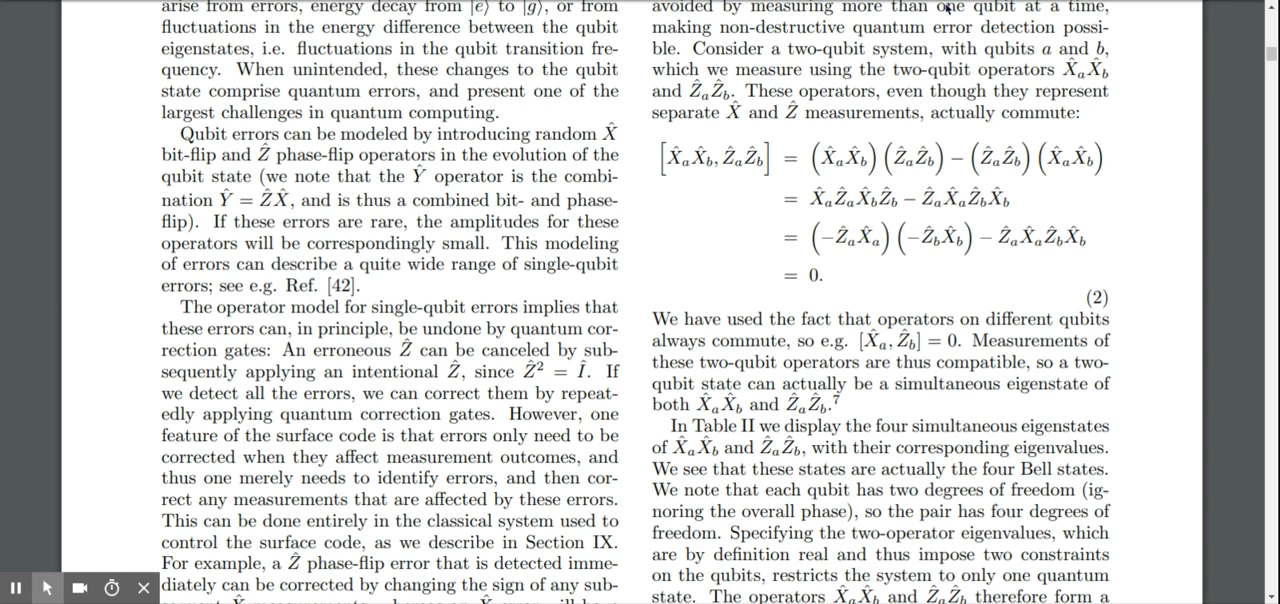 arise from errors, energy decay from |e⟩ to |g⟩, or from
fluctuations in the energy difference between the qubit
eigenstates, i.e. fluctuations in the qubit transition fre-
quency. When unintended, these changes to the qubit
state comprise quantum errors, and present one of the
largest challenges in quantum computing.
Qubit errors can be modeled by introducing random X̂
bit-flip and Ẑ phase-flip operators in the evolution of the
qubit state (we note that the Ŷ operator is the combi-
nation Ŷ = ẐX̂, and is thus a combined bit- and phase-
flip). If these errors are rare, the amplitudes for these
operators will be correspondingly small. This modeling
of errors can describe a quite wide range of single-qubit
errors; see e.g. Ref. [42].
The operator model for single-qubit errors implies that
these errors can, in principle, be undone by quantum cor-
rection gates: An erroneous Ẑ can be canceled by sub-
sequently applying an intentional Ẑ, since Ẑ² = Î. If
we detect all the errors, we can correct them by repeat-
edly applying quantum correction gates. However, one
feature of the surface code is that errors only need to be
corrected when they affect measurement outcomes, and
thus one merely needs to identify errors, and then cor-
rect any measurements that are affected by these errors.
This can be done entirely in the classical system used to
control the surface code, as we describe in Section IX.
For example, a Ẑ phase-flip error that is detected imme-
diately can be corrected by changing the sign of any sub-
avoided by measuring more than one qubit at a time,
making non-destructive quantum error detection possi-
ble. Consider a two-qubit system, with qubits a and b,
which we measure using the two-qubit operators X̂ₐX̂_b
and ẐₐẐ_b. These operators, even though they represent
separate X̂ and Ẑ measurements, actually commute:
[X̂ₐX̂_b, ẐₐẐ_b] = (X̂ₐX̂_b)(ẐₐẐ_b) − (ẐₐẐ_b)(X̂ₐX̂_b)
= X̂ₐẐₐX̂_bẐ_b − ẐₐX̂ₐẐ_bX̂_b
= (−ẐₐX̂ₐ)(−Ẑ_bX̂_b) − ẐₐX̂ₐẐ_bX̂_b
= 0.
(2)
We have used the fact that operators on different qubits
always commute, so e.g. [X̂ₐ, Ẑ_b] = 0. Measurements of
these two-qubit operators are thus compatible, so a two-
qubit state can actually be a simultaneous eigenstate of
both X̂ₐX̂_b and ẐₐẐ_b.⁷
In Table II we display the four simultaneous eigenstates
of X̂ₐX̂_b and ẐₐẐ_b, with their corresponding eigenvalues.
We see that these states are actually the four Bell states.
We note that each qubit has two degrees of freedom (ig-
noring the overall phase), so the pair has four degrees of
freedom. Specifying the two-operator eigenvalues, which
are by definition real and thus impose two constraints
on the qubits, restricts the system to only one quantum
state. The operators X̂ₐX̂_b and ẐₐẐ_b therefore form a